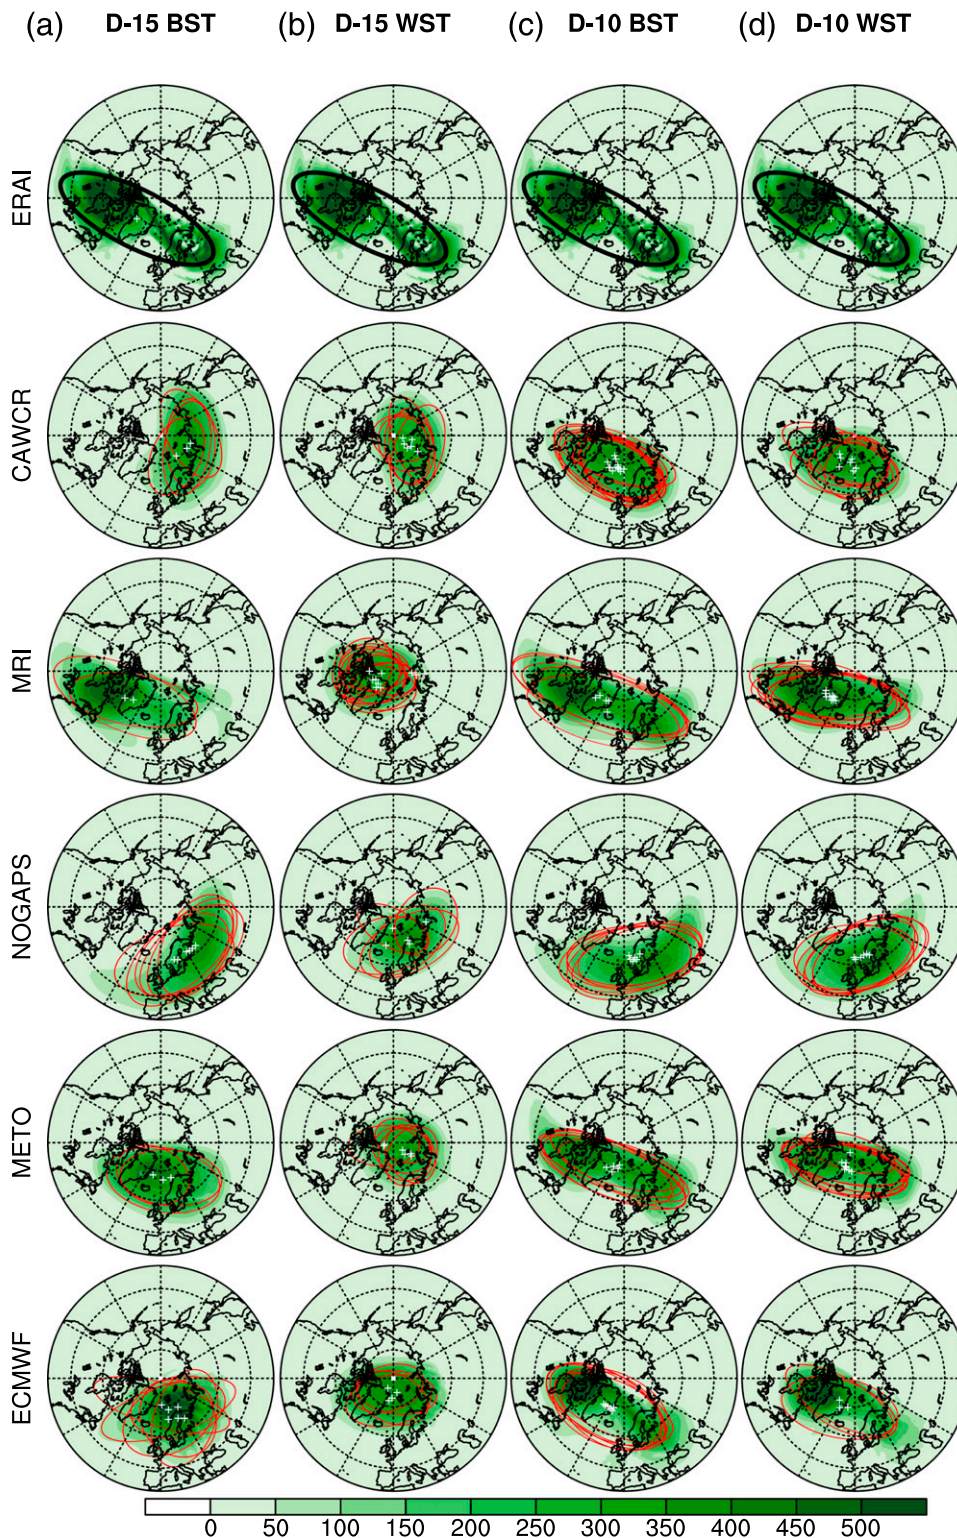 (a) D-15 BST (b) D-15 WST (c) D-10 BST (d) D-10 WST
ERAI
CAWCR
MRI
NOGAPS
METO
ECMWF
0 50 100 150 200 250 300 350 400 450 500